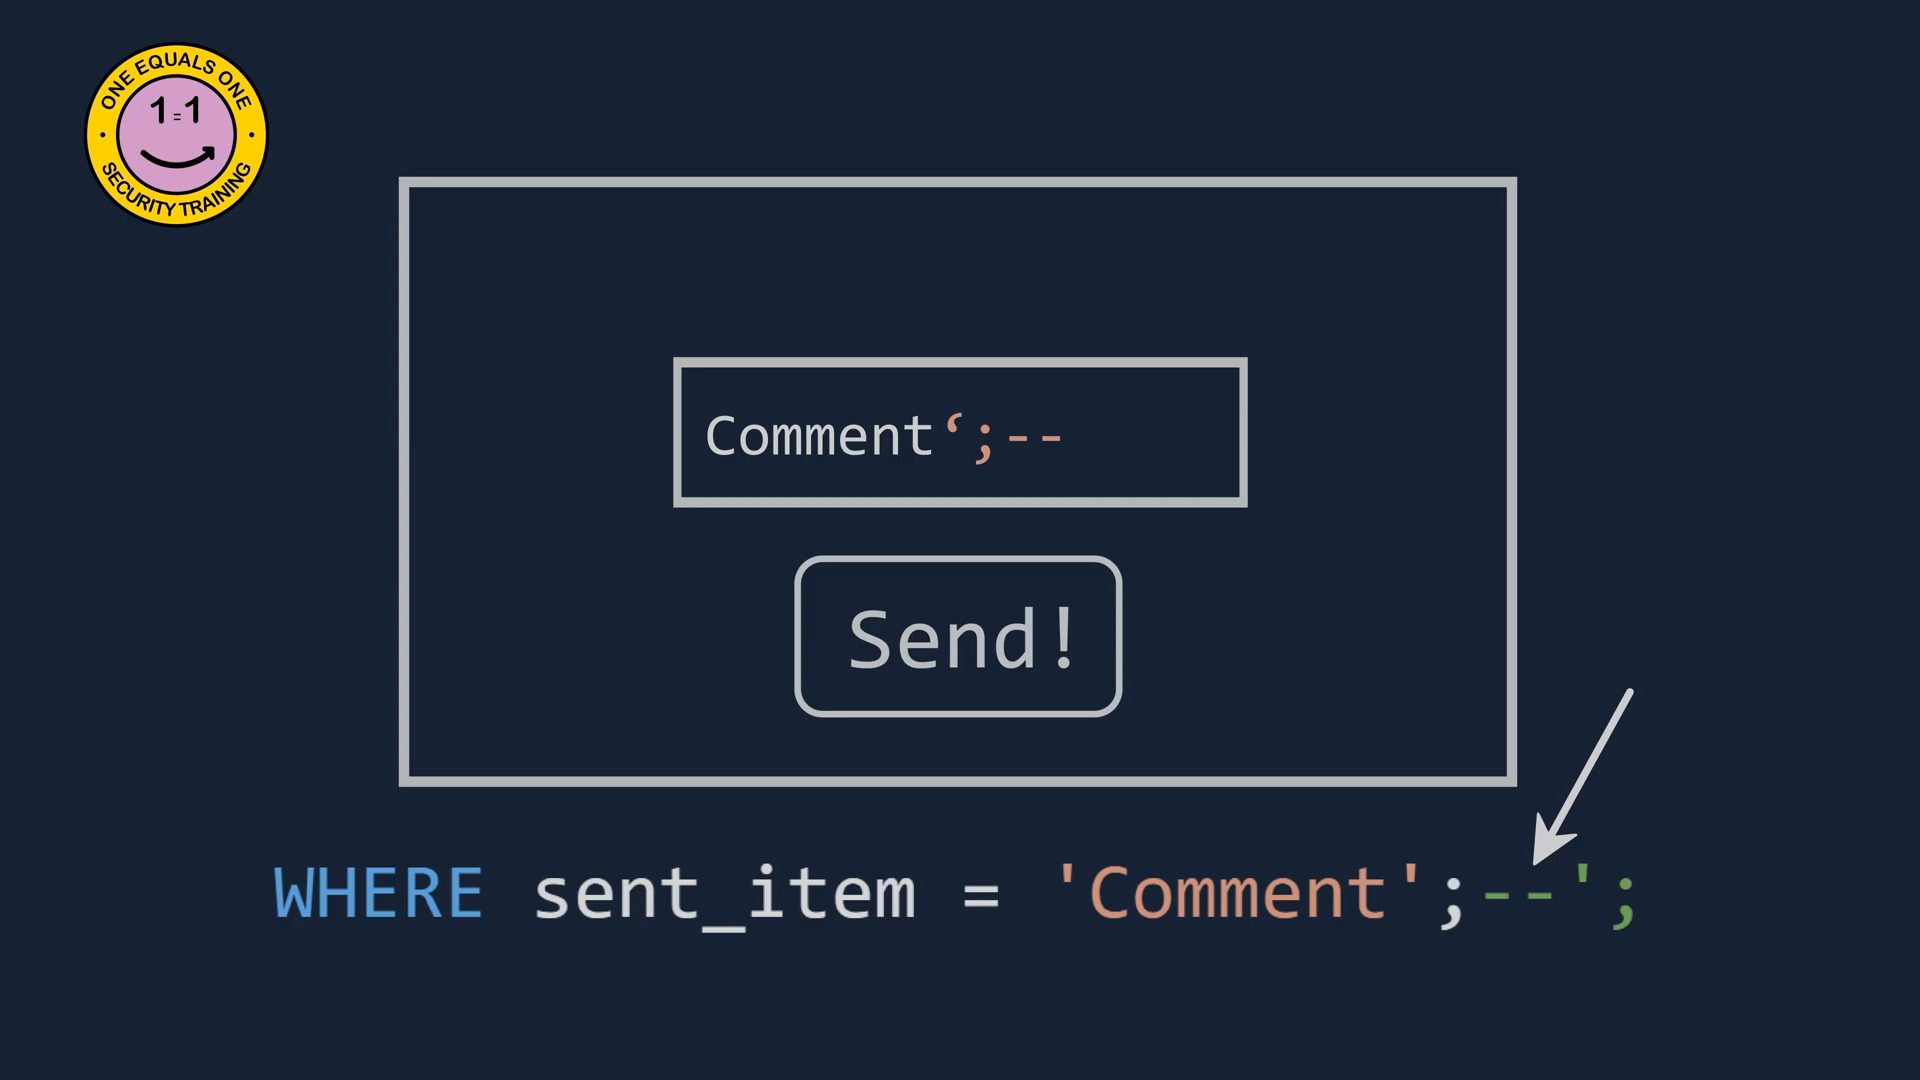 ONE EQUALS ONE
1=1
SECURITY TRAINING
Comment‘;--
Send!
WHERE sent_item = 'Comment';--';